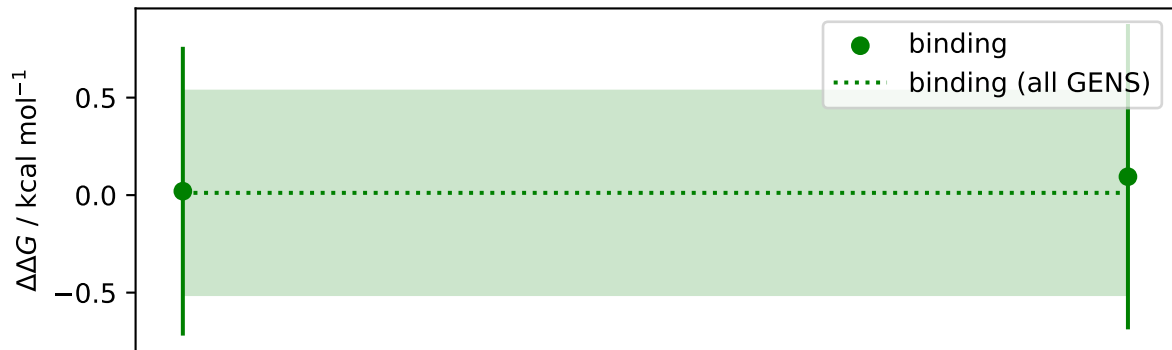 binding
binding (all GENS)
0.5
0.0
−0.5
ΔΔG / kcal mol⁻¹